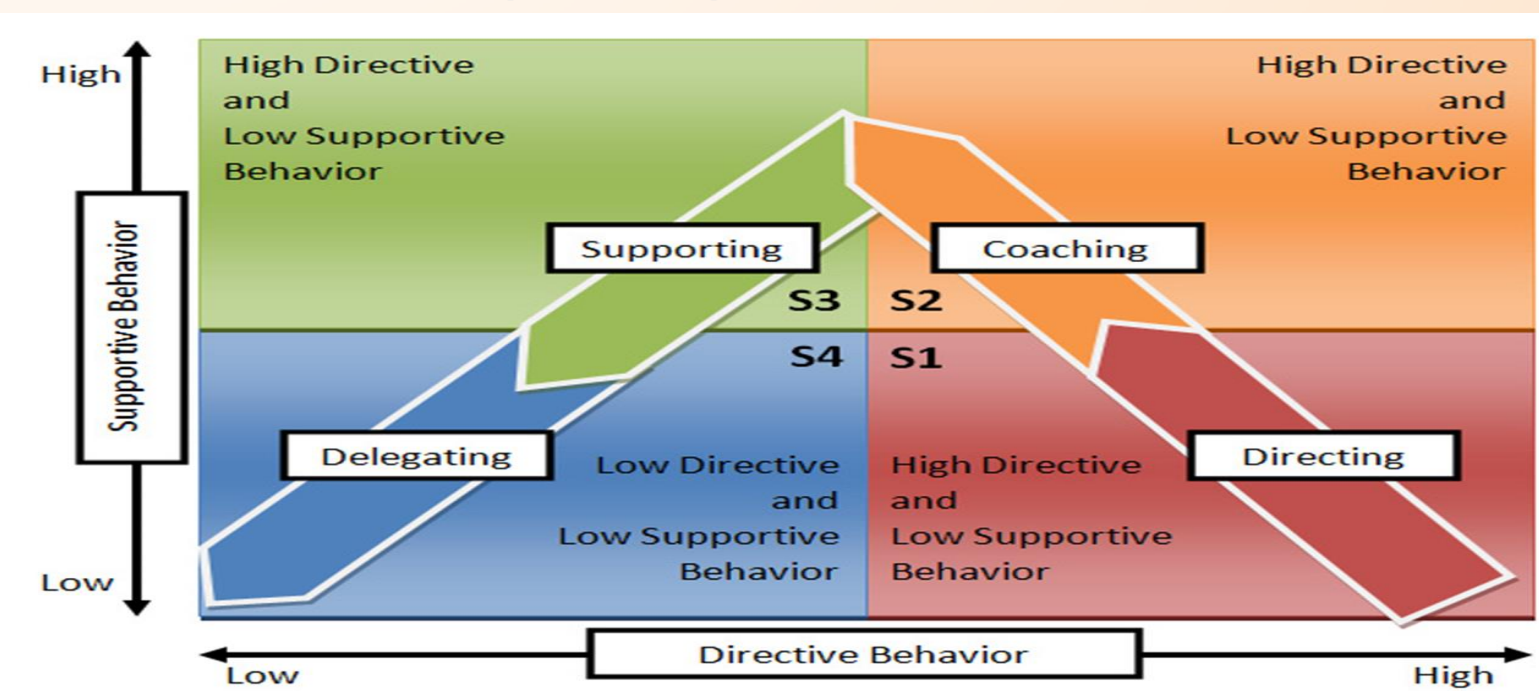 High
High Directive
and
Low Supportive
Behavior
High Directive
and
Low Supportive
Behavior
Supportive Behavior
Supporting
Coaching
S3
S2
S4
S1
Delegating
Directing
Low Directive
and
Low Supportive
Behavior
High Directive
and
Low Supportive
Behavior
Low
Directive Behavior
Low
High